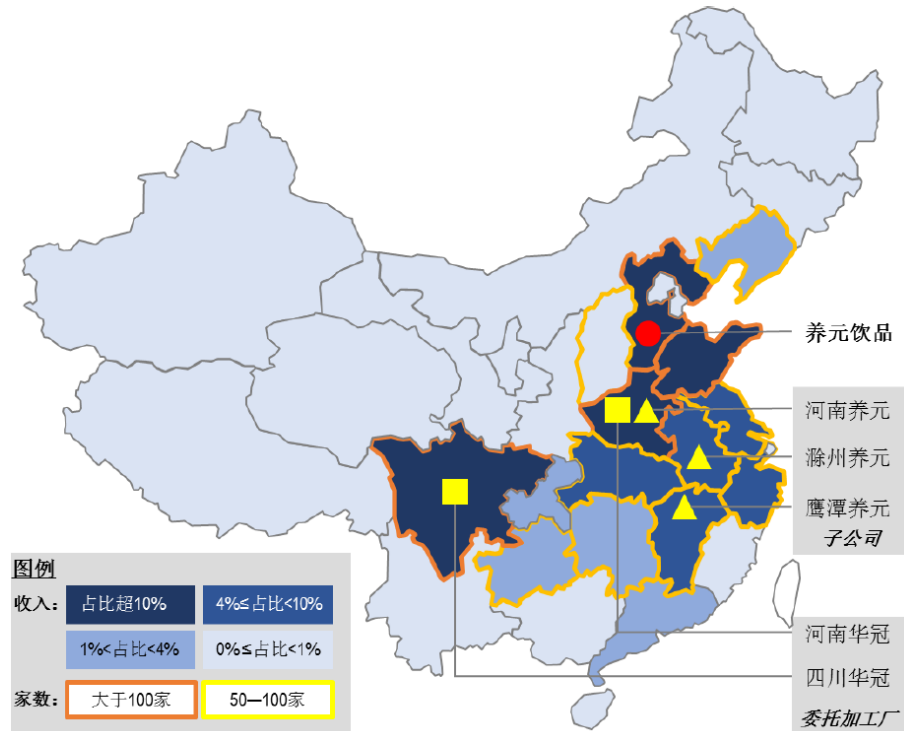 养元饮品
河南养元
滁州养元
鹰潭养元
子公司
河南华冠
四川华冠
委托加工厂
图例
收入： 占比超10% 4%≤占比<10%
1%<占比<4% 0%≤占比<1%
家数： 大于100家 50—100家